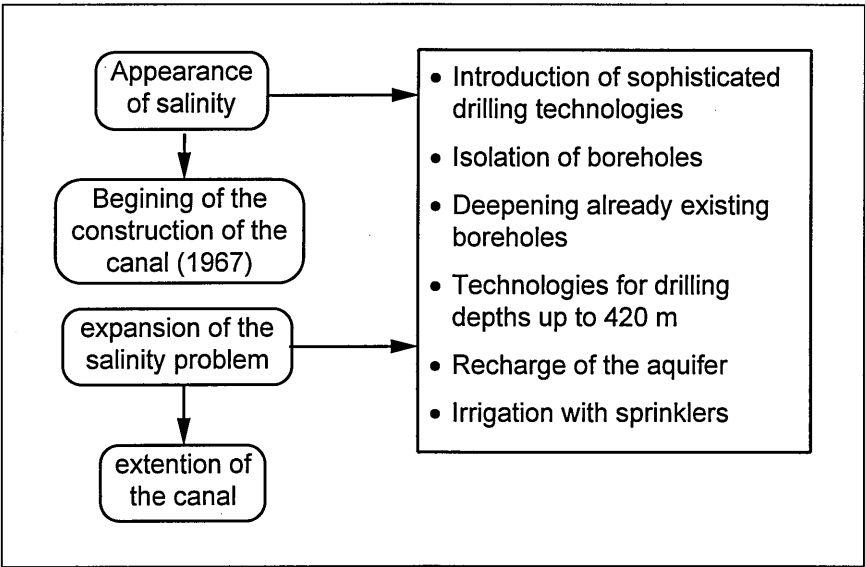 Appearance
of salinity
Begining of the
construction of the
canal (1967)
expansion of the
salinity problem
extention of
the canal
• Introduction of sophisticated
drilling technologies
• Isolation of boreholes
• Deepening already existing
boreholes
• Technologies for drilling
depths up to 420 m
• Recharge of the aquifer
• Irrigation with sprinklers